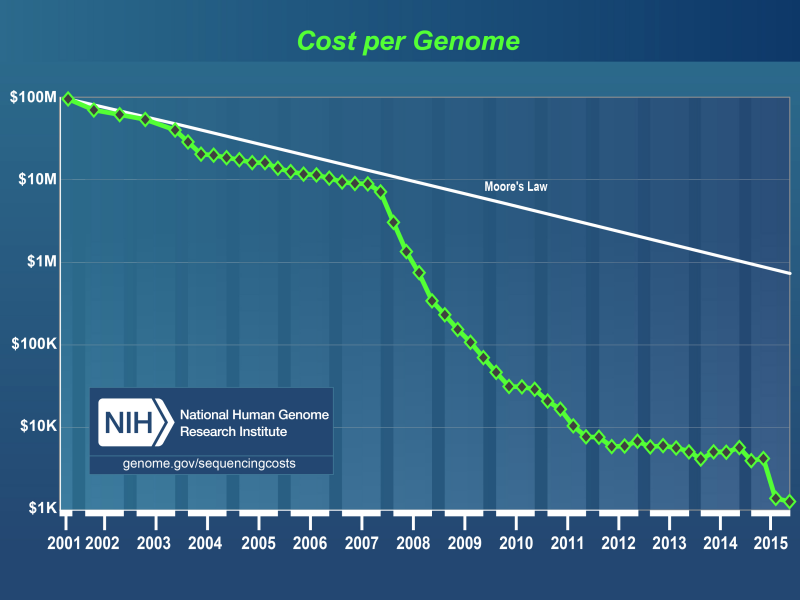 Cost per Genome
$100M
$10M
$1M
$100K
$10K
$1K
Moore's Law
NIH
National Human Genome
Research Institute
genome.gov/sequencingcosts
2001 2002 2003 2004 2005 2006 2007 2008 2009 2010 2011 2012 2013 2014 2015